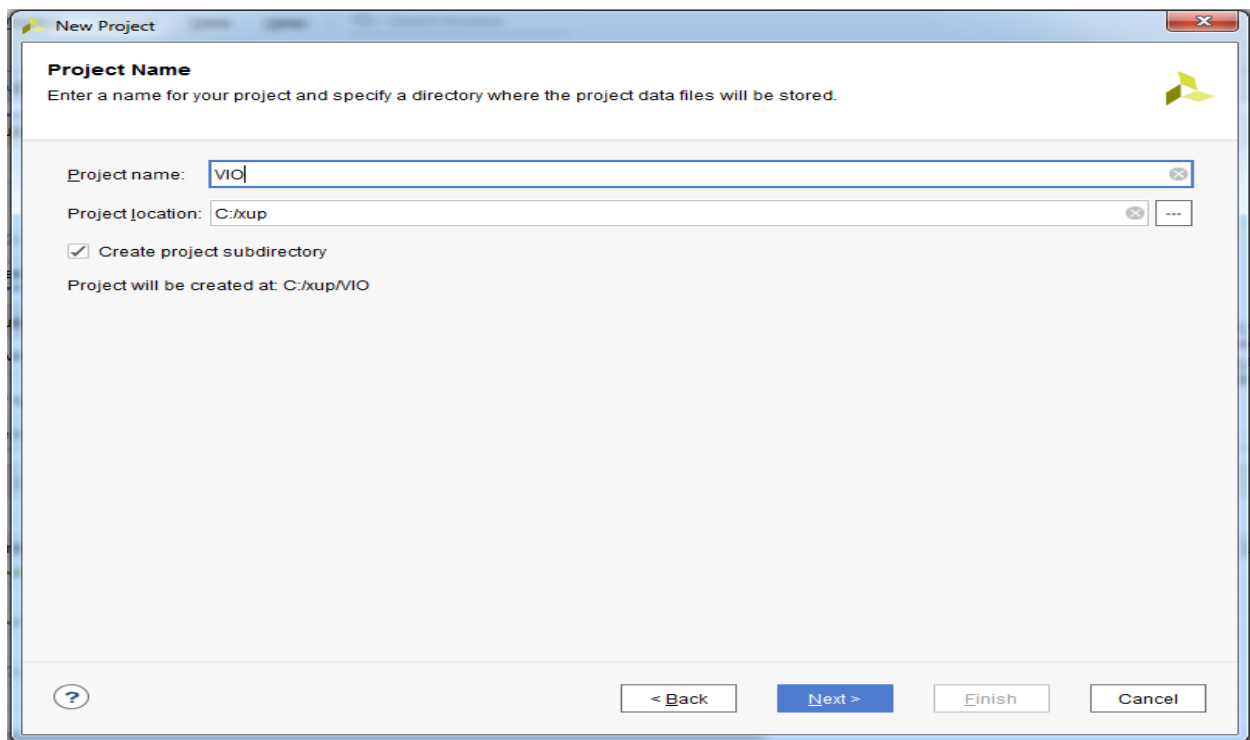 New Project
Project Name
Enter a name for your project and specify a directory where the project data files will be stored.
Project name: VIO
Project location: C:/xup ...
Create project subdirectory
Project will be created at: C:/xup/VIO
? < Back Next > Finish Cancel